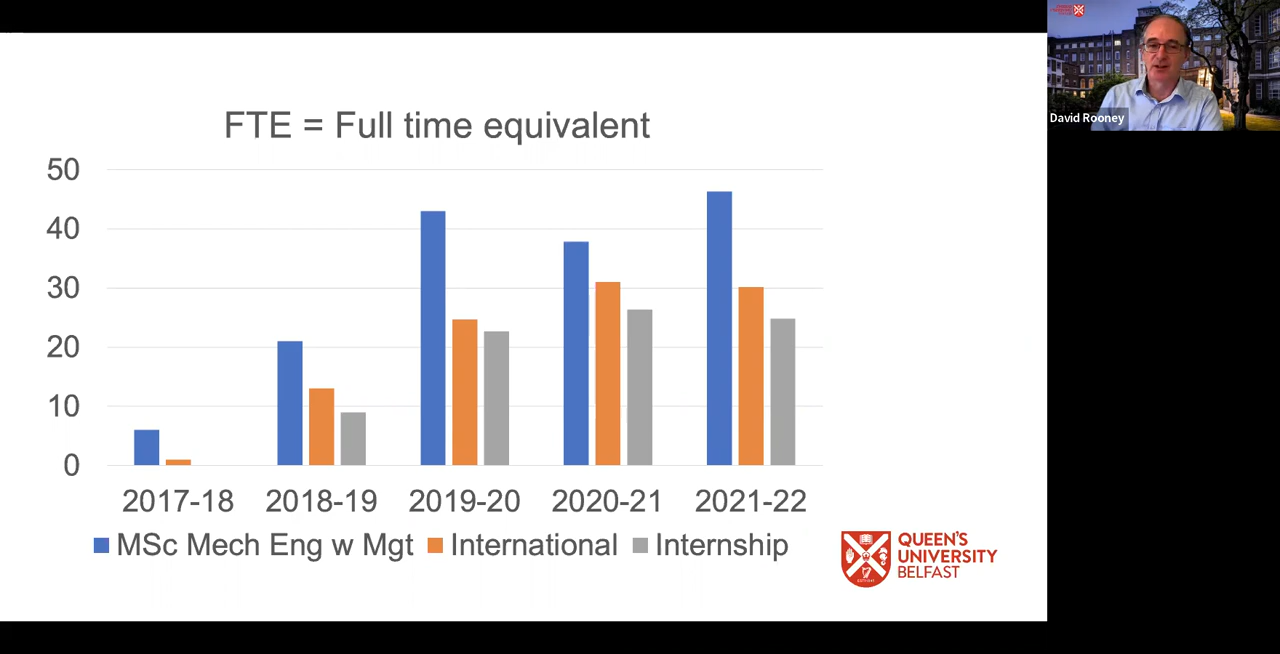 FTE = Full time equivalent
50
40
30
20
10
0
2017-18 2018-19 2019-20 2020-21 2021-22
MSc Mech Eng w Mgt International Internship
QUEEN'S
UNIVERSITY
BELFAST
David Rooney